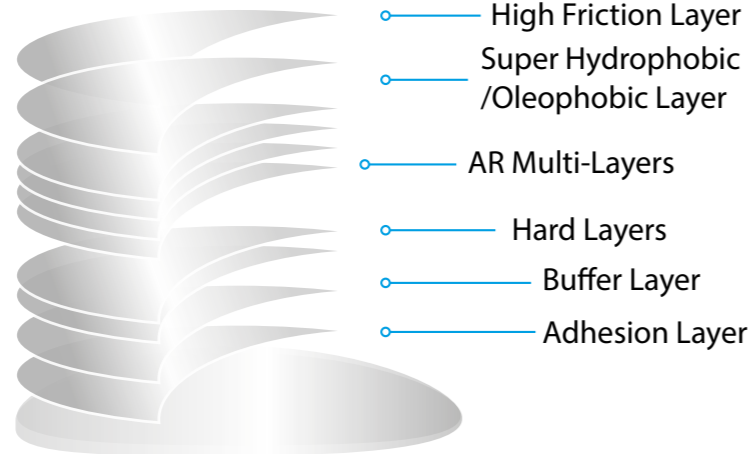 High Friction Layer
Super Hydrophobic
/Oleophobic Layer
AR Multi-Layers
Hard Layers
Buffer Layer
Adhesion Layer